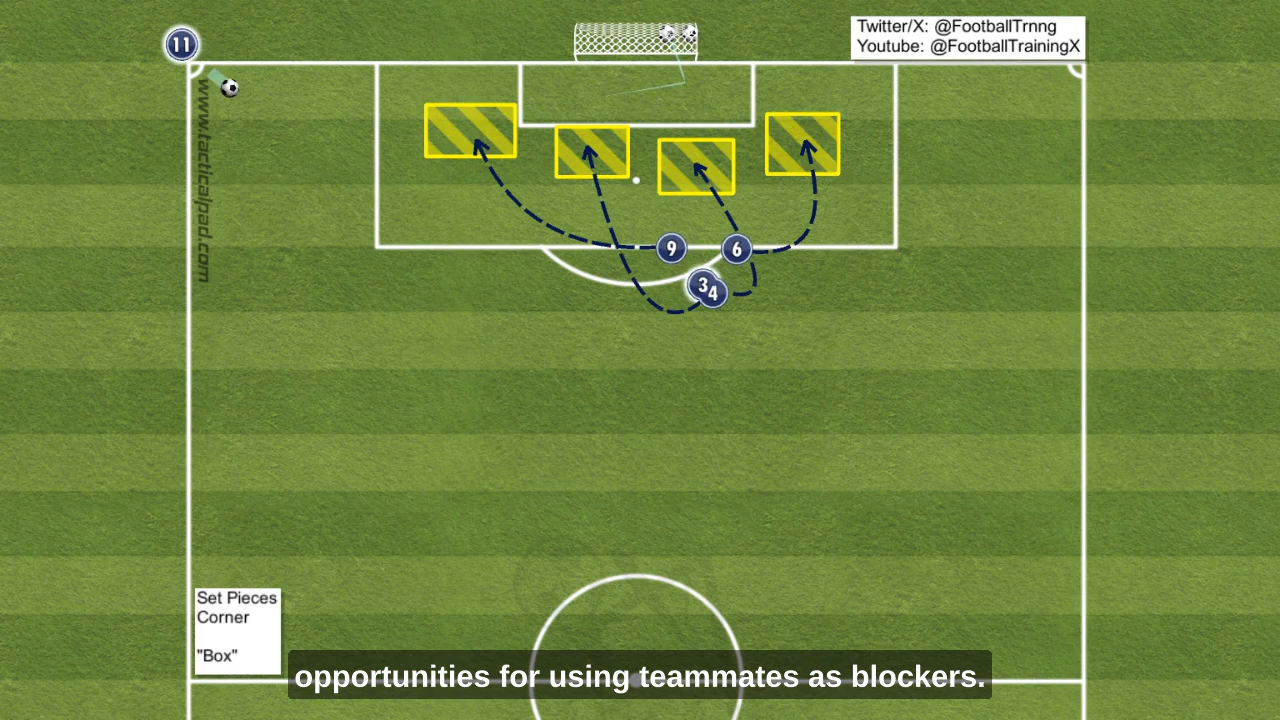 11
Twitter/X: @FootballTrnng
Youtube: @FootballTrainingX
www.tacticalpad.com
9
6
3
4
Set Pieces
Corner
"Box"
opportunities for using teammates as blockers.